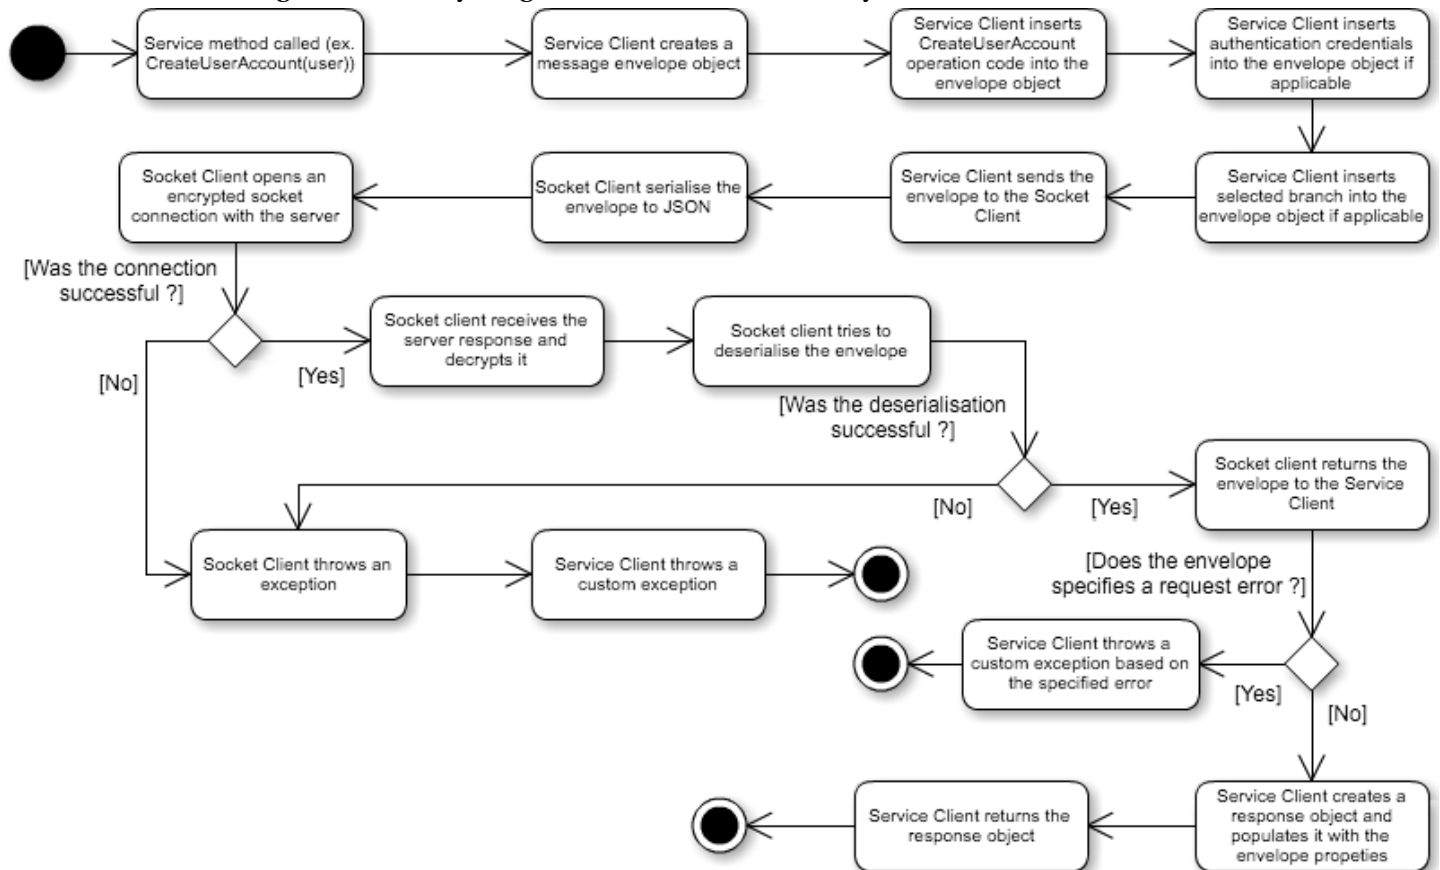 Service method called (ex.
CreateUserAccount(user))
Service Client creates a
message envelope object
Service Client inserts
CreateUserAccount
operation code into the
envelope object
Service Client inserts
authentication credentials
into the envelope object if
applicable
Service Client inserts
selected branch into the
envelope object if applicable
Service Client sends the
envelope to the Socket
Client
Socket Client serialise the
envelope to JSON
Socket Client opens an
encrypted socket
connection with the server
[Was the connection
successful ?]
[No]
[Yes]
Socket client receives the
server response and
decrypts it
Socket client tries to
deserialise the envelope
[Was the deserialisation
successful ?]
[No]
[Yes]
Socket client returns the
envelope to the Service
Client
Socket Client throws an
exception
Service Client throws a
custom exception
[Does the envelope
specifies a request error ?]
Service Client throws a
custom exception based on
the specified error
[Yes]
[No]
Service Client creates a
response object and
populates it with the
envelope propeties
Service Client returns the
response object